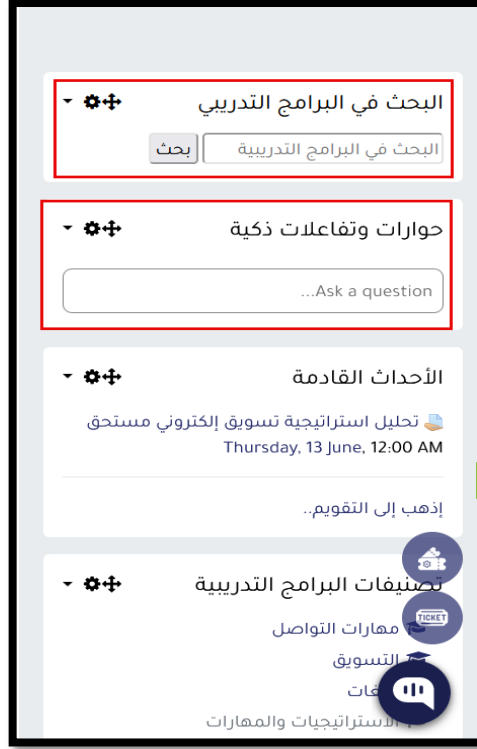 البحث في البرامج التدريبي
البحث في البرامج التدريبية
بحث
حوارات وتفاعلات ذكية
Ask a question...
الأحداث القادمة
تحليل استراتيجية تسويق إلكتروني مستحق
Thursday, 13 June, 12:00 AM
إذهب إلى التقويم..
تصنيفات البرامج التدريبية
TICKET
مهارات التواصل
التسويق
الاستراتيجيات والمهارات